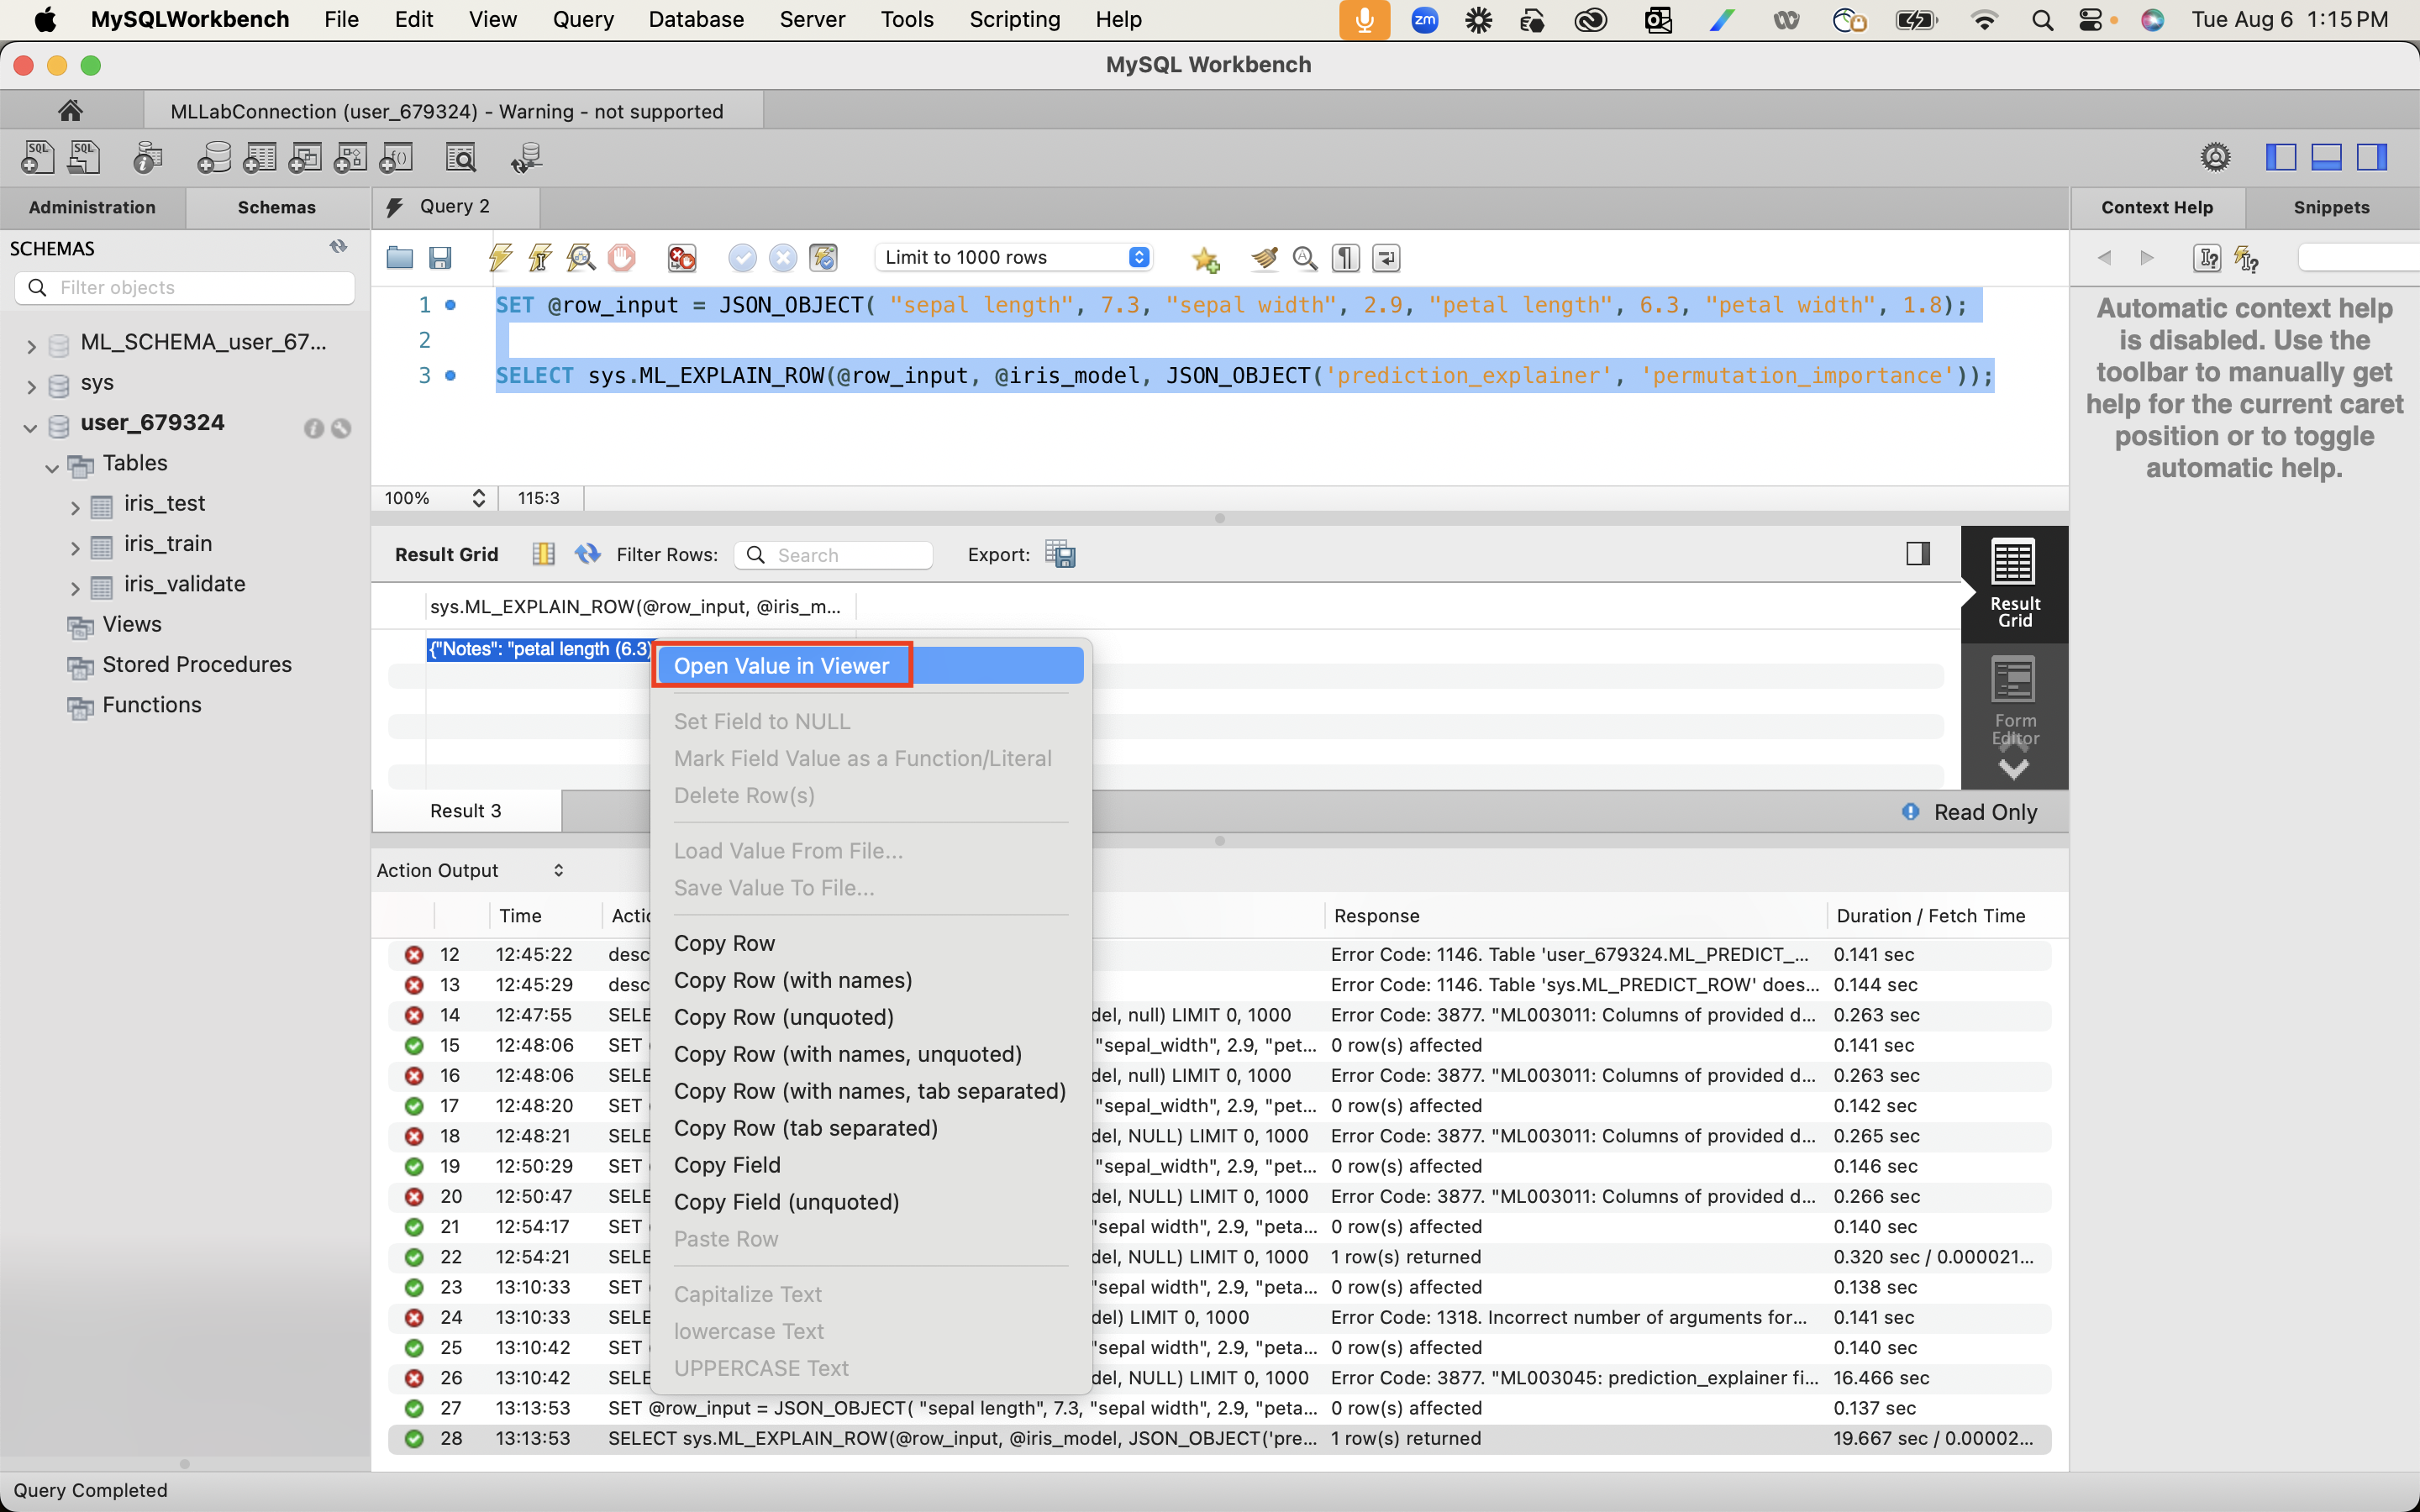 MySQLWorkbench File Edit View Query Database Server Tools Scripting Help zm Tue Aug 6 1:15 PM
MySQL Workbench
MLLabConnection (user_679324) - Warning - not supported
Administration Schemas Query 2 Context Help Snippets
SCHEMAS
Filter objects
Limit to 1000 rows
ML_SCHEMA_user_67...
sys
user_679324
Tables
iris_test
iris_train
iris_validate
Views
Stored Procedures
Functions
1 SET @row_input = JSON_OBJECT( "sepal length", 7.3, "sepal width", 2.9, "petal length", 6.3, "petal width", 1.8);
2
3 SELECT sys.ML_EXPLAIN_ROW(@row_input, @iris_model, JSON_OBJECT('prediction_explainer', 'permutation_importance'));
Automatic context help
is disabled. Use the
toolbar to manually get
help for the current caret
position or to toggle
automatic help.
100% 115:3
Result Grid Filter Rows: Search Export:
sys.ML_EXPLAIN_ROW(@row_input, @iris_m...
{"Notes": "petal length (6.3)
Result
Grid
Form
Editor
Open Value in Viewer
Set Field to NULL
Mark Field Value as a Function/Literal
Delete Row(s)
Load Value From File...
Save Value To File...
Copy Row
Copy Row (with names)
Copy Row (unquoted)
Copy Row (with names, unquoted)
Copy Row (with names, tab separated)
Copy Row (tab separated)
Copy Field
Copy Field (unquoted)
Paste Row
Capitalize Text
lowercase Text
UPPERCASE Text
Result 3 Read Only
Action Output
Time Actio Response Duration / Fetch Time
12 12:45:22 desc Error Code: 1146. Table 'user_679324.ML_PREDICT_... 0.141 sec
13 12:45:29 desc Error Code: 1146. Table 'sys.ML_PREDICT_ROW' does... 0.144 sec
14 12:47:55 SELE del, null) LIMIT 0, 1000 Error Code: 3877. "ML003011: Columns of provided d... 0.263 sec
15 12:48:06 SET "sepal_width", 2.9, "pet... 0 row(s) affected 0.141 sec
16 12:48:06 SELE del, null) LIMIT 0, 1000 Error Code: 3877. "ML003011: Columns of provided d... 0.263 sec
17 12:48:20 SET "sepal_width", 2.9, "pet... 0 row(s) affected 0.142 sec
18 12:48:21 SELE del, NULL) LIMIT 0, 1000 Error Code: 3877. "ML003011: Columns of provided d... 0.265 sec
19 12:50:29 SET "sepal_width", 2.9, "pet... 0 row(s) affected 0.146 sec
20 12:50:47 SELE del, NULL) LIMIT 0, 1000 Error Code: 3877. "ML003011: Columns of provided d... 0.266 sec
21 12:54:17 SET "sepal width", 2.9, "peta... 0 row(s) affected 0.140 sec
22 12:54:21 SELE del, NULL) LIMIT 0, 1000 1 row(s) returned 0.320 sec / 0.000021...
23 13:10:33 SET "sepal width", 2.9, "peta... 0 row(s) affected 0.138 sec
24 13:10:33 SELE del) LIMIT 0, 1000 Error Code: 1318. Incorrect number of arguments for... 0.141 sec
25 13:10:42 SET "sepal width", 2.9, "peta... 0 row(s) affected 0.140 sec
26 13:10:42 SELE del, NULL) LIMIT 0, 1000 Error Code: 3877. "ML003045: prediction_explainer fi... 16.466 sec
27 13:13:53 SET @row_input = JSON_OBJECT( "sepal length", 7.3, "sepal width", 2.9, "peta... 0 row(s) affected 0.137 sec
28 13:13:53 SELECT sys.ML_EXPLAIN_ROW(@row_input, @iris_model, JSON_OBJECT('pre... 1 row(s) returned 19.667 sec / 0.00002...
Query Completed